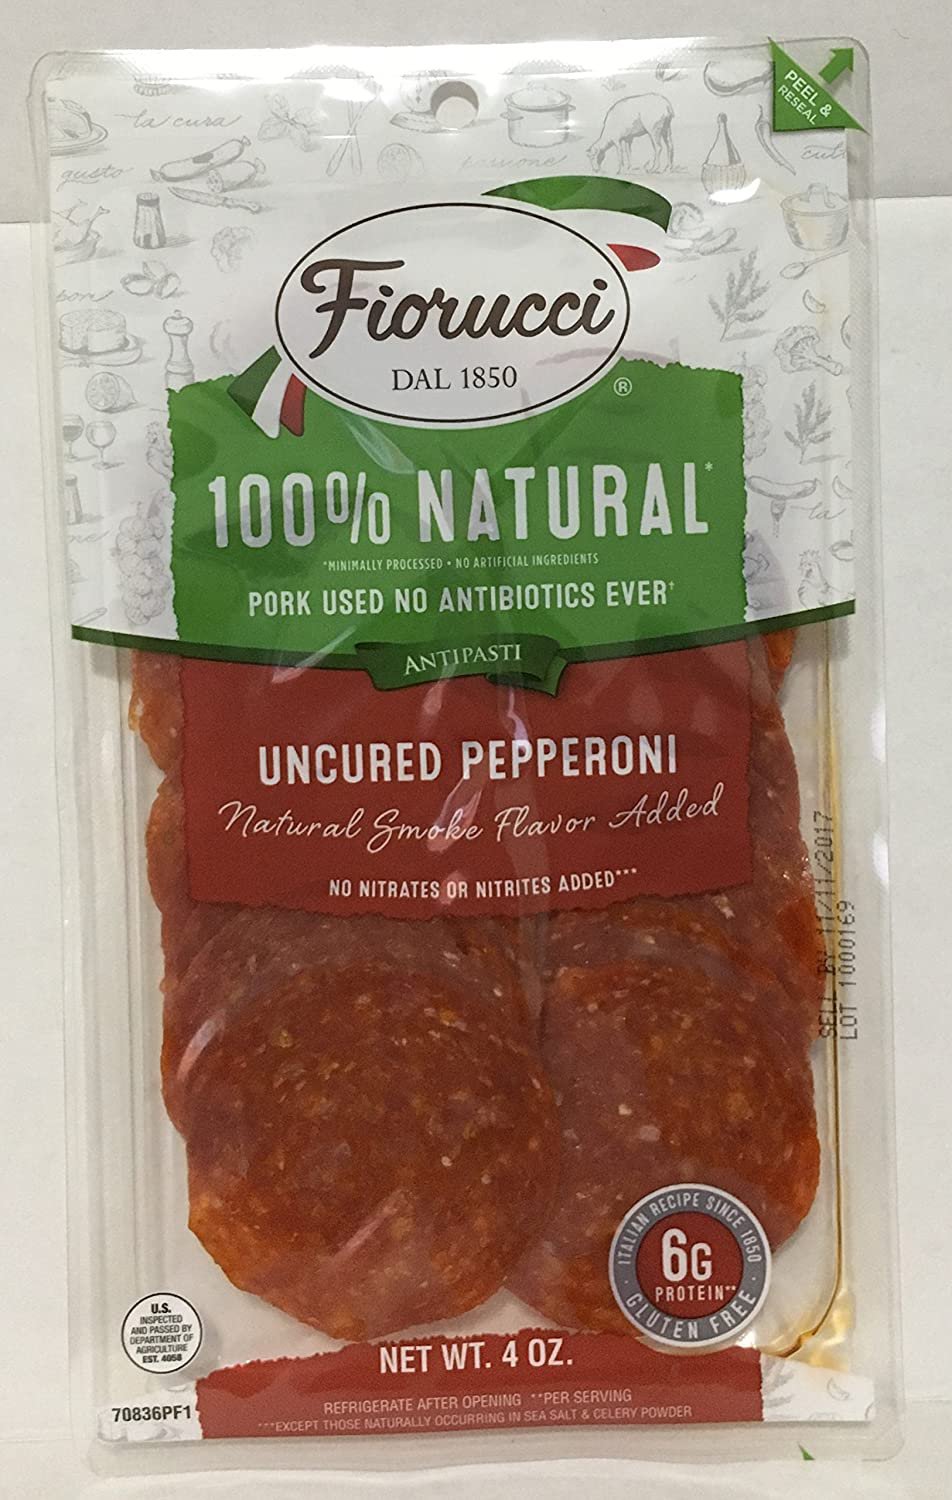 PEEL &
RESEAL
la cura
gusto
Fiorucci
DAL 1850
®
100% NATURAL*
*MINIMALLY PROCESSED • NO ARTIFICIAL INGREDIENTS
PORK USED NO ANTIBIOTICS EVER†
la
ANTIPASTI
UNCURED PEPPERONI
Natural Smoke Flavor Added
NO NITRATES OR NITRITES ADDED***
SELL BY 11/11/2017
LOT 1000169
ITALIAN RECIPE SINCE 1850
6G
PROTEIN**
GLUTEN FREE
U.S.
INSPECTED
AND PASSED BY
DEPARTMENT OF
AGRICULTURE
EST. 4058
NET WT. 4 OZ.
70836PF1
REFRIGERATE AFTER OPENING **PER SERVING
***EXCEPT THOSE NATURALLY OCCURRING IN SEA SALT & CELERY POWDER